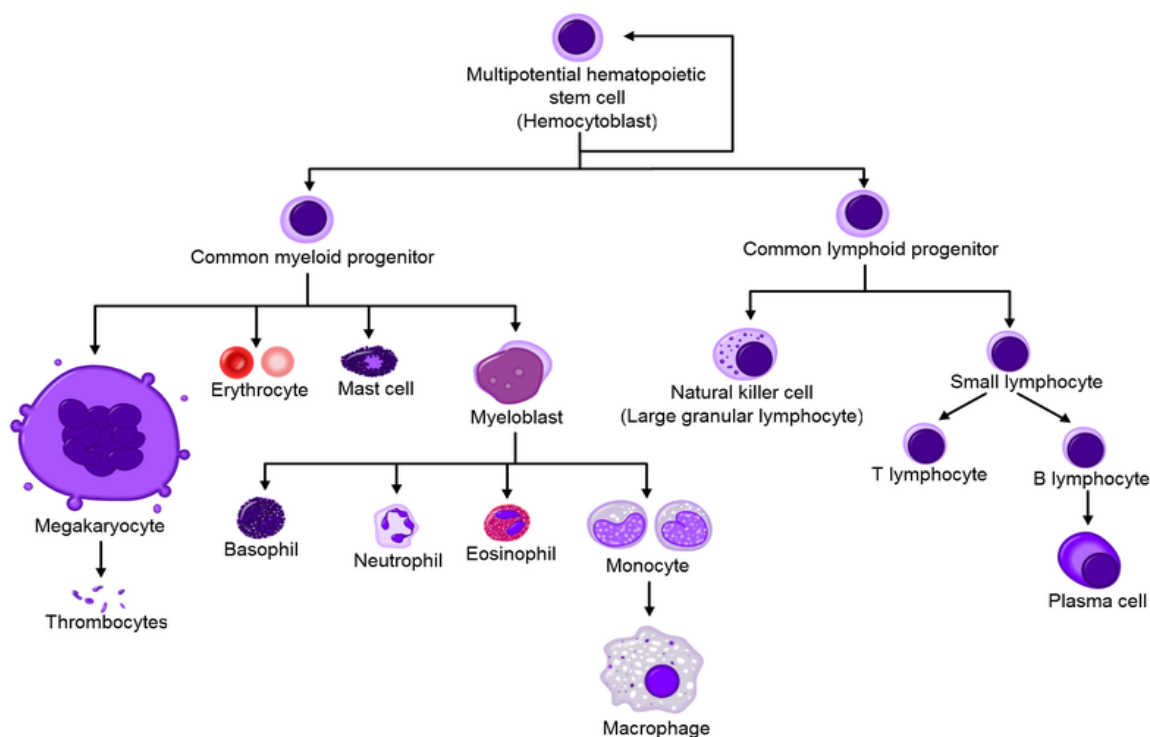 Multipotential hematopoietic
stem cell
(Hemocytoblast)
Common myeloid progenitor
Common lymphoid progenitor
Erythrocyte
Mast cell
Myeloblast
Natural killer cell
(Large granular lymphocyte)
Small lymphocyte
T lymphocyte
B lymphocyte
Megakaryocyte
Basophil
Neutrophil
Eosinophil
Monocyte
Plasma cell
Thrombocytes
Macrophage